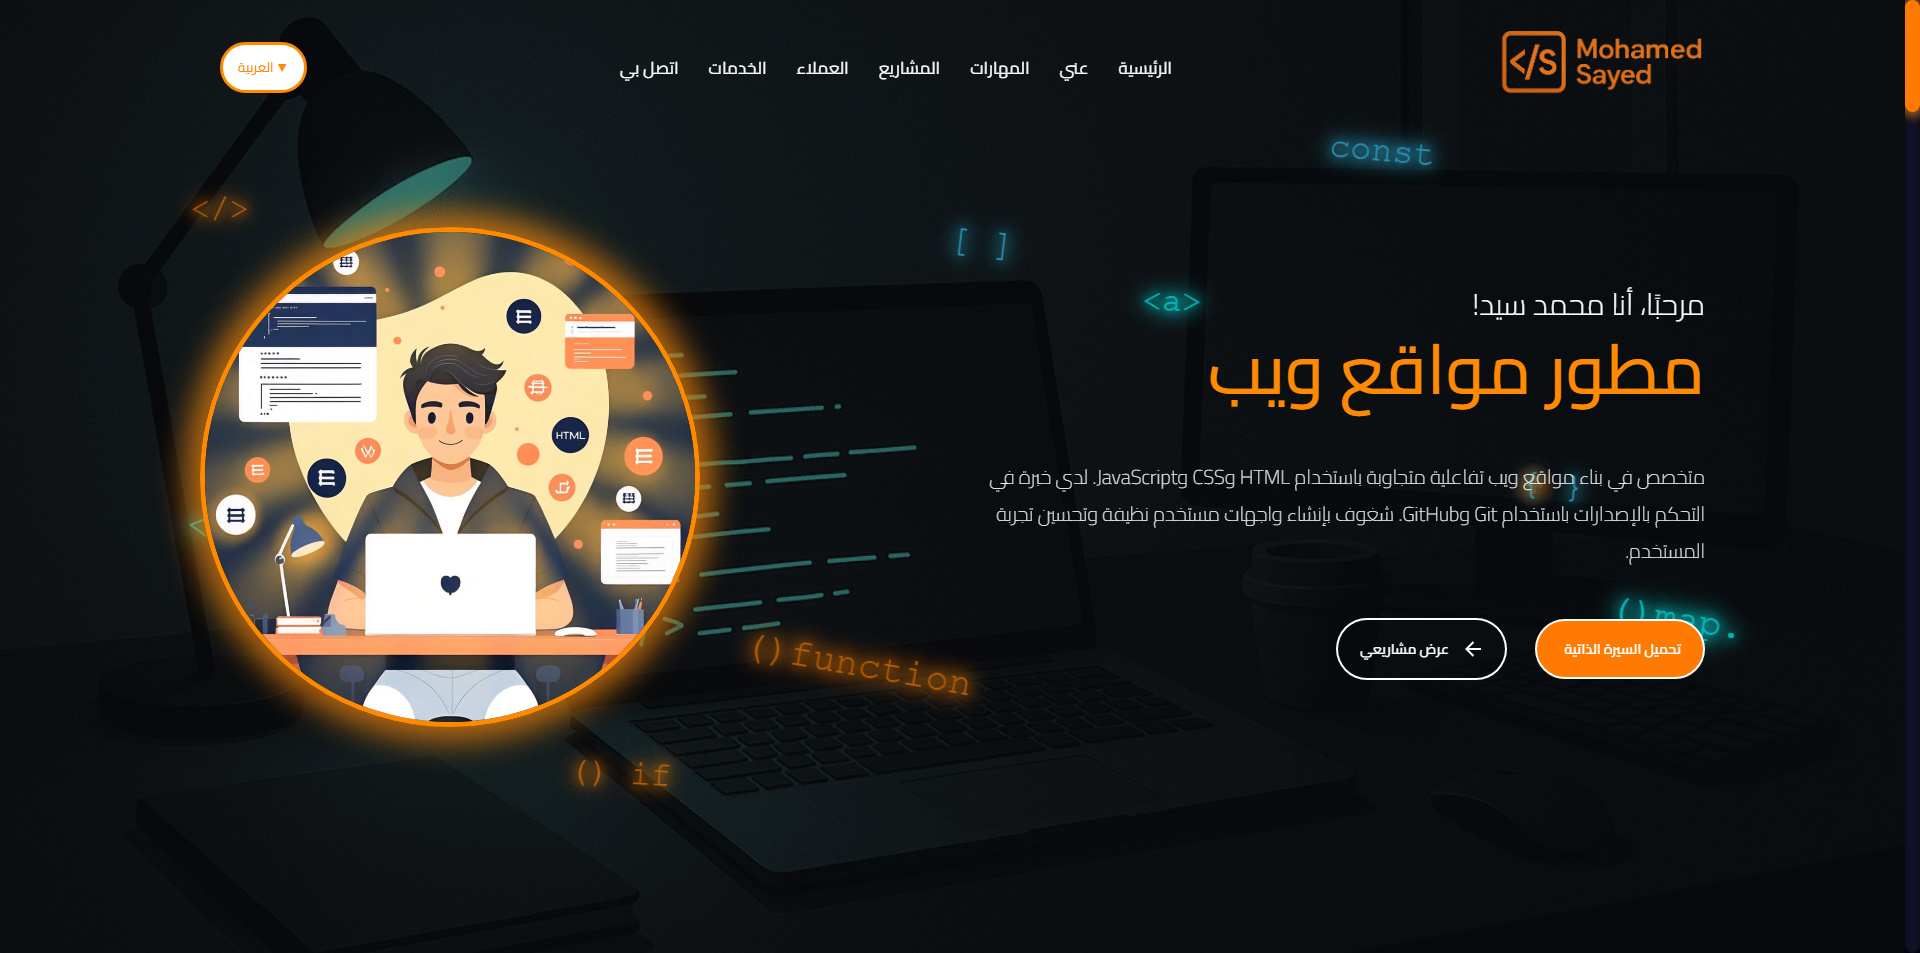 </S>
Mohamed
Sayed
الرئيسية
عني
المهارات
المشاريع
العملاء
الخدمات
اتصل بي
العربية ▼
const
</>
[ ]
<a>
مرحبًا، أنا محمد سيد!
مطور مواقع ويب
HTML
متخصص في بناء مواقع ويب تفاعلية متجاوبة باستخدام HTML وCSS وJavaScript. لدي خبرة في
{ }
التحكم بالإصدارات باستخدام Git وGitHub. شغوف بإنشاء واجهات مستخدم نظيفة وتحسين تجربة
المستخدم.
()map.
تحميل السيرة الذاتية
عرض مشاريعي ←
()function
() if